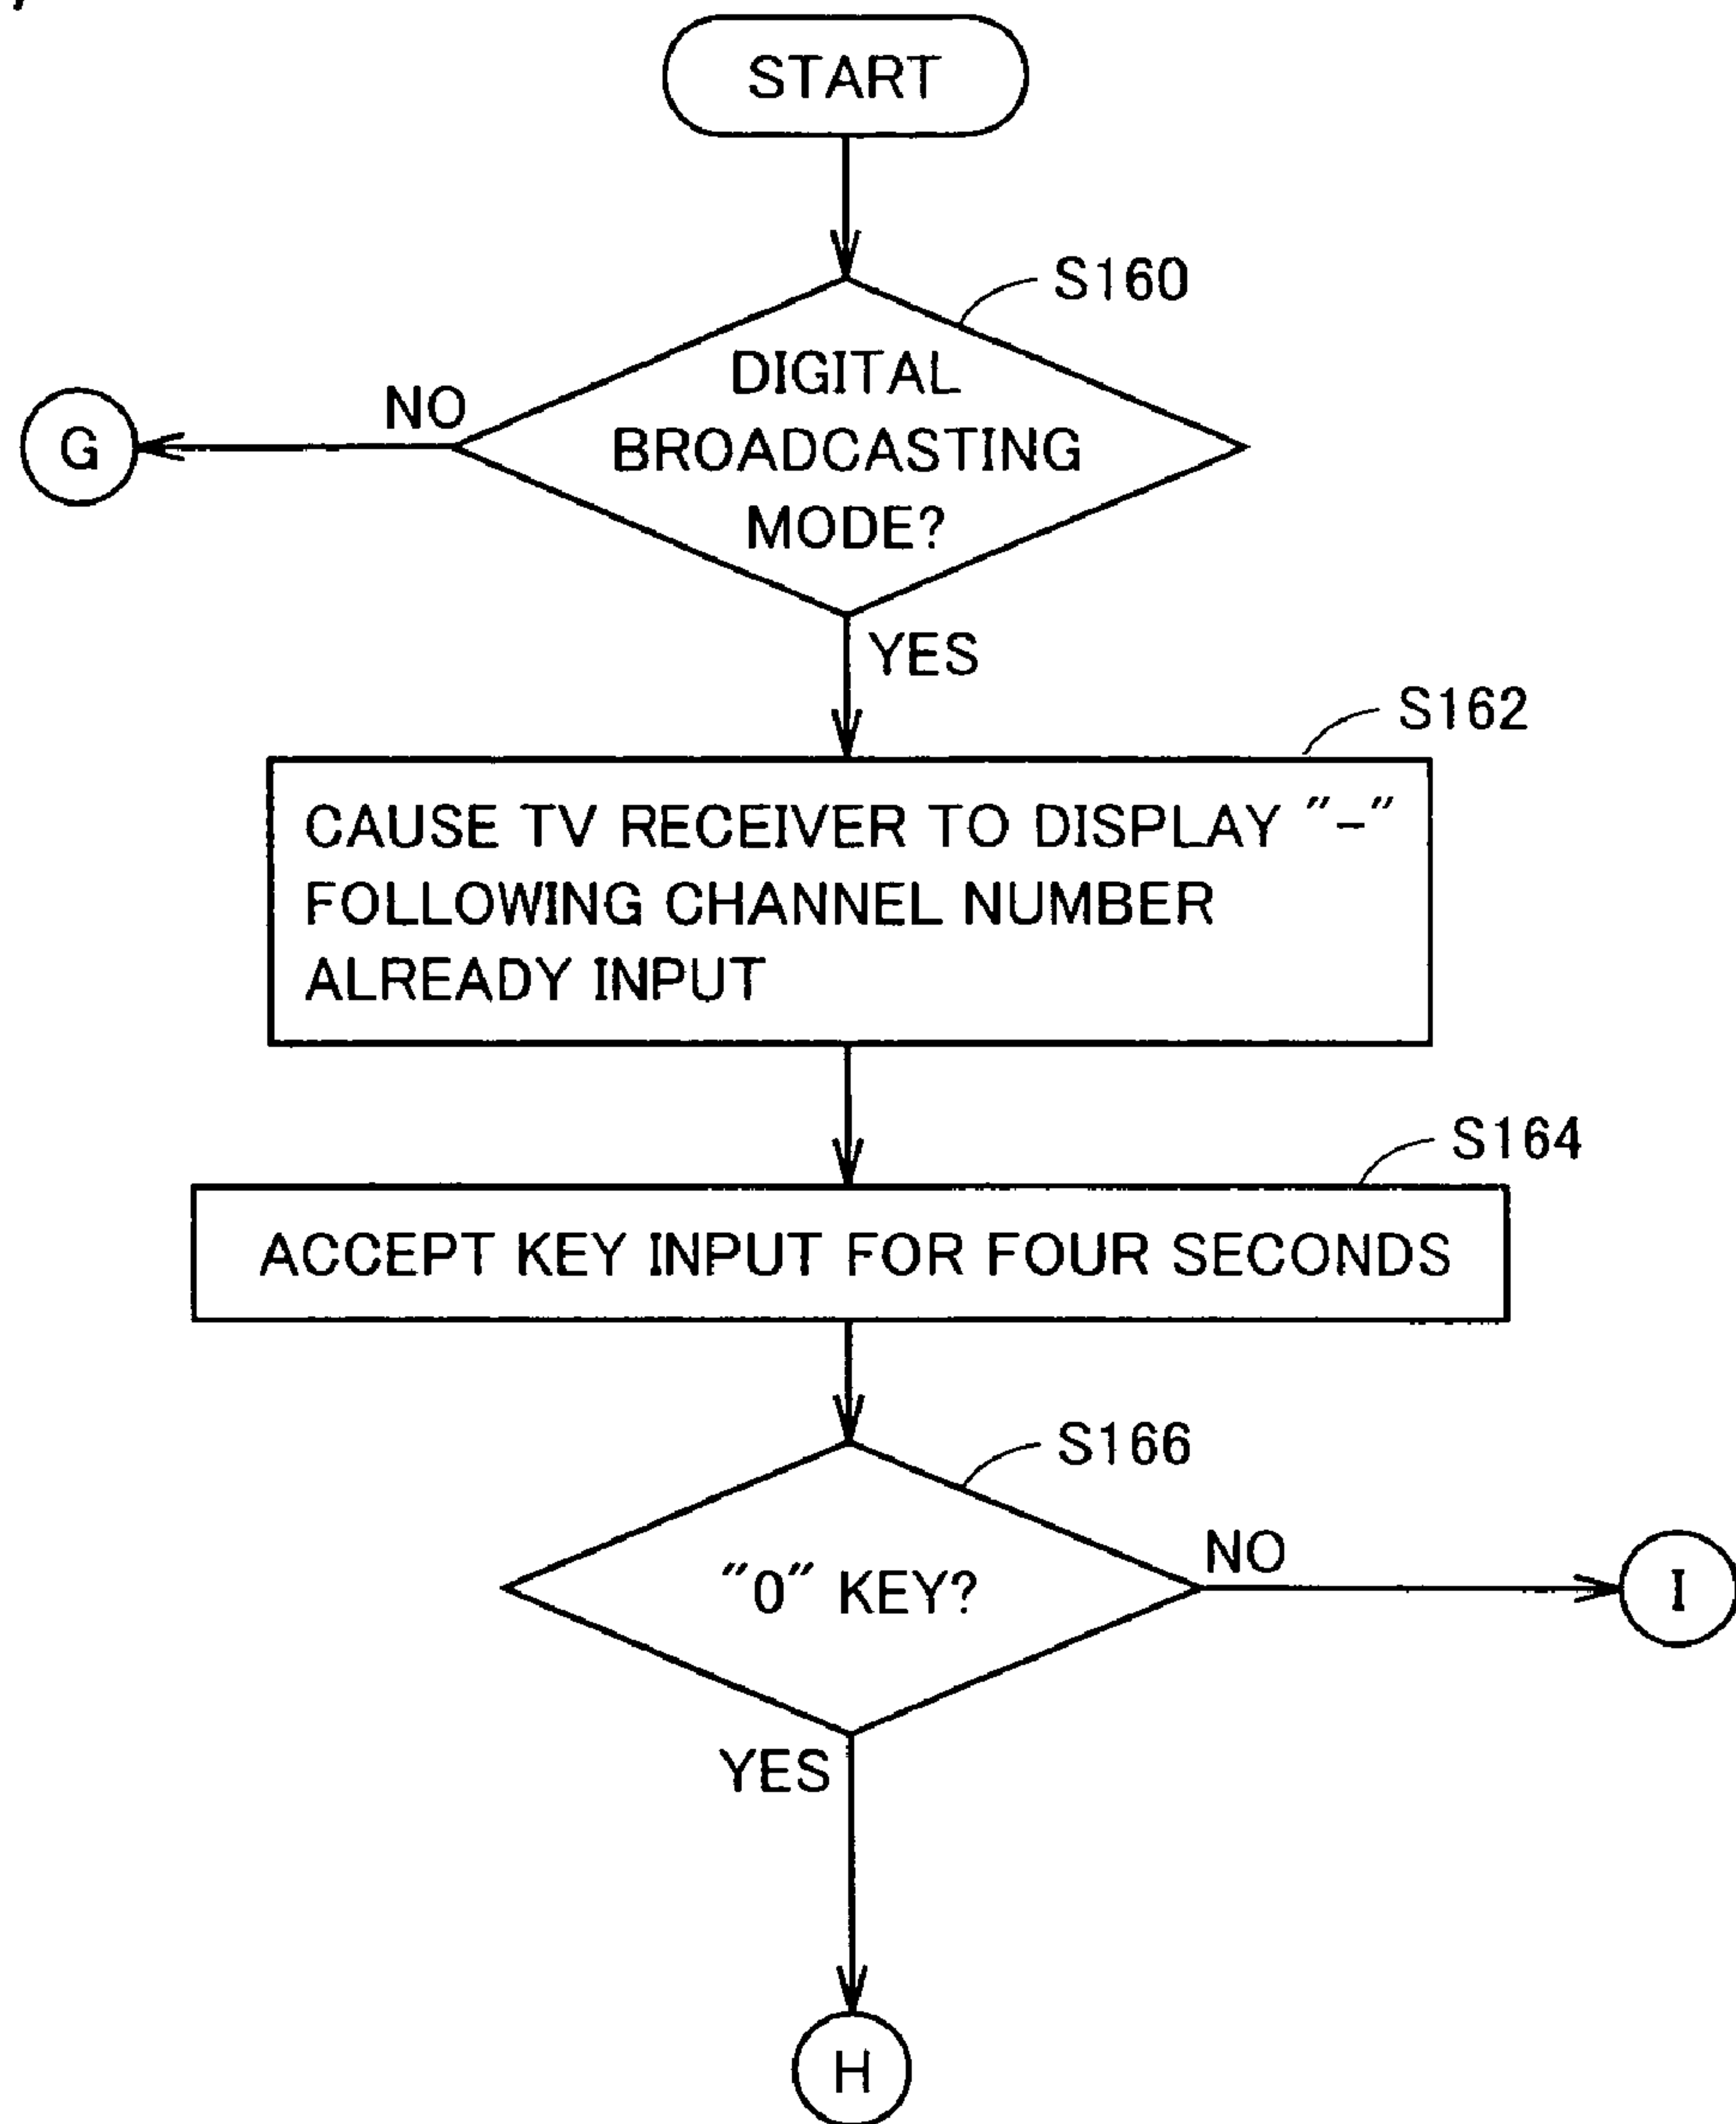 START
S160
DIGITAL
BROADCASTING
MODE?
NO
G
YES
S162
CAUSE TV RECEIVER TO DISPLAY "-"
FOLLOWING CHANNEL NUMBER
ALREADY INPUT
S164
ACCEPT KEY INPUT FOR FOUR SECONDS
S166
"0" KEY?
NO
I
YES
H